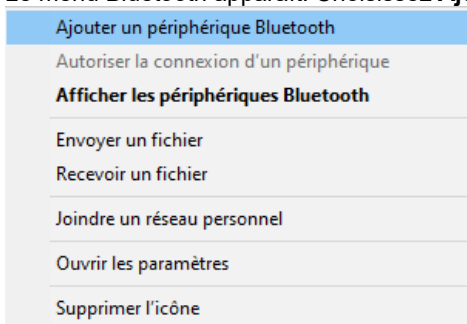 Ajouter un périphérique Bluetooth
Autoriser la connexion d'un périphérique
Afficher les périphériques Bluetooth
Envoyer un fichier
Recevoir un fichier
Joindre un réseau personnel
Ouvrir les paramètres
Supprimer l'icône